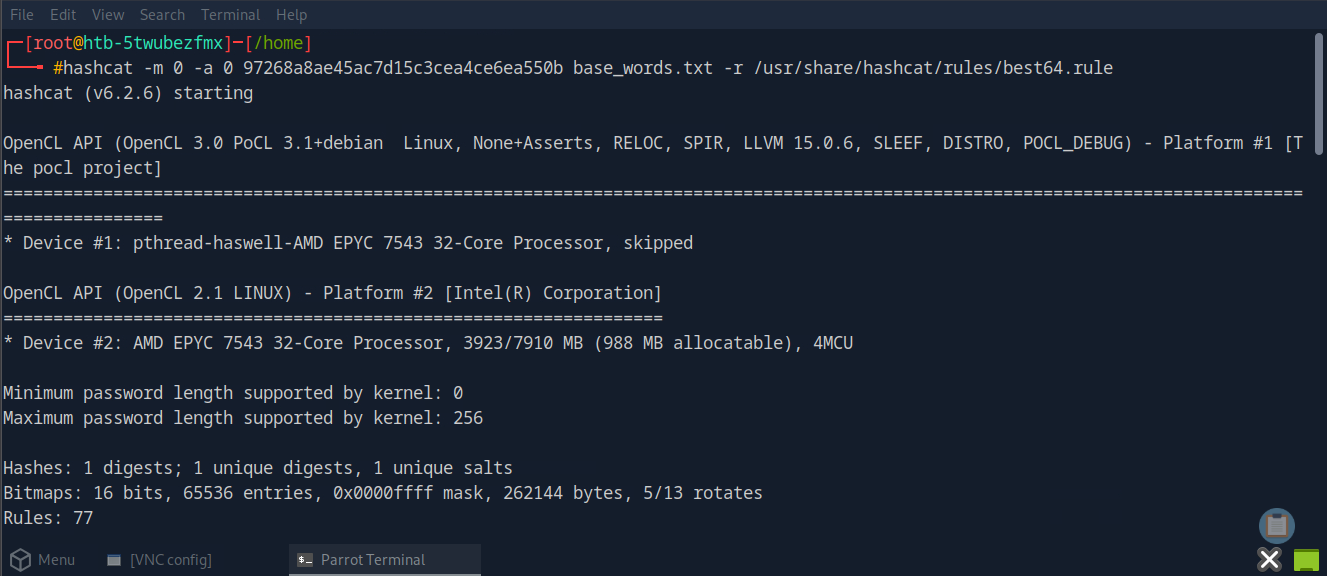 File Edit View Search Terminal Help
[root@htb-5twubezfmx]─[/home]
#hashcat -m 0 -a 0 97268a8ae45ac7d15c3cea4ce6ea550b base_words.txt -r /usr/share/hashcat/rules/best64.rule
hashcat (v6.2.6) starting
OpenCL API (OpenCL 3.0 PoCL 3.1+debian  Linux, None+Asserts, RELOC, SPIR, LLVM 15.0.6, SLEEF, DISTRO, POCL_DEBUG) - Platform #1 [T
he pocl project]
==================================================================================================================================
================
* Device #1: pthread-haswell-AMD EPYC 7543 32-Core Processor, skipped
OpenCL API (OpenCL 2.1 LINUX) - Platform #2 [Intel(R) Corporation]
==================================================================
* Device #2: AMD EPYC 7543 32-Core Processor, 3923/7910 MB (988 MB allocatable), 4MCU
Minimum password length supported by kernel: 0
Maximum password length supported by kernel: 256
Hashes: 1 digests; 1 unique digests, 1 unique salts
Bitmaps: 16 bits, 65536 entries, 0x0000ffff mask, 262144 bytes, 5/13 rotates
Rules: 77
Menu [VNC config] $_ Parrot Terminal